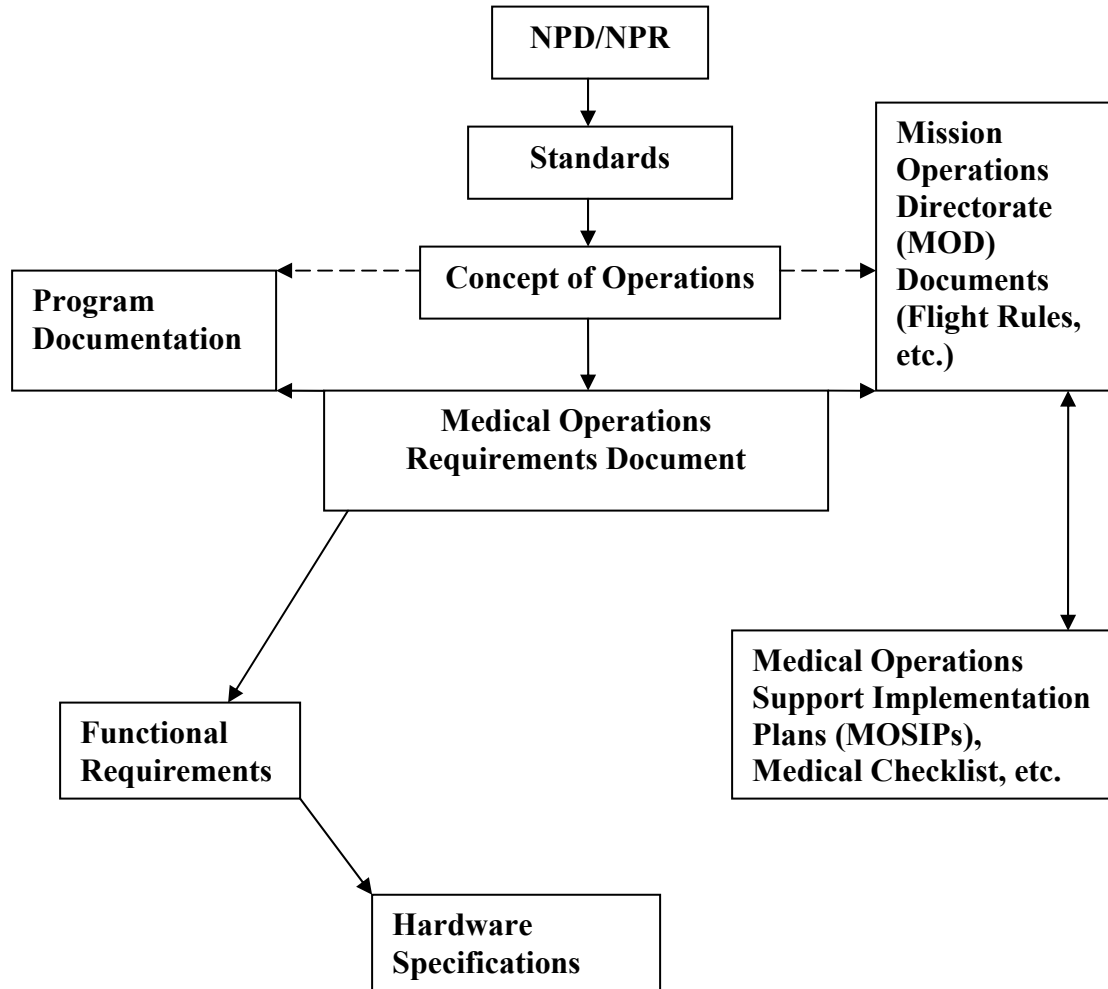 NPD/NPR
Standards
Mission
Operations
Directorate
(MOD)
Documents
(Flight Rules,
etc.)
Concept of Operations
Program
Documentation
Medical Operations
Requirements Document
Medical Operations
Support Implementation
Plans (MOSIPs),
Medical Checklist, etc.
Functional
Requirements
Hardware
Specifications